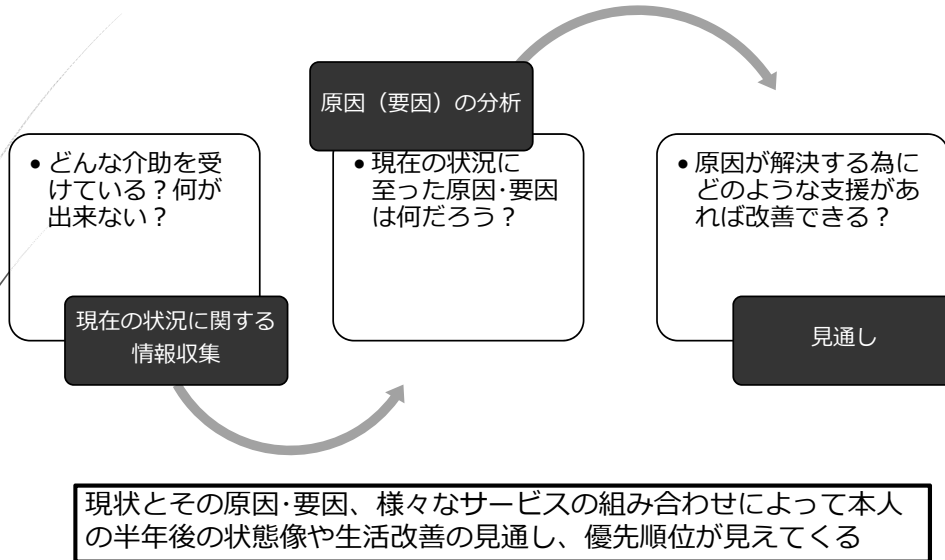 • どんな介助を受
けている？何が
出来ない？
現在の状況に関する
情報収集
原因（要因）の分析
• 現在の状況に
至った原因･要因
は何だろう？
• 原因が解決する為に
どのような支援があ
れば改善できる？
見通し
現状とその原因･要因、様々なサービスの組み合わせによって本人
の半年後の状態像や生活改善の見通し、優先順位が見えてくる